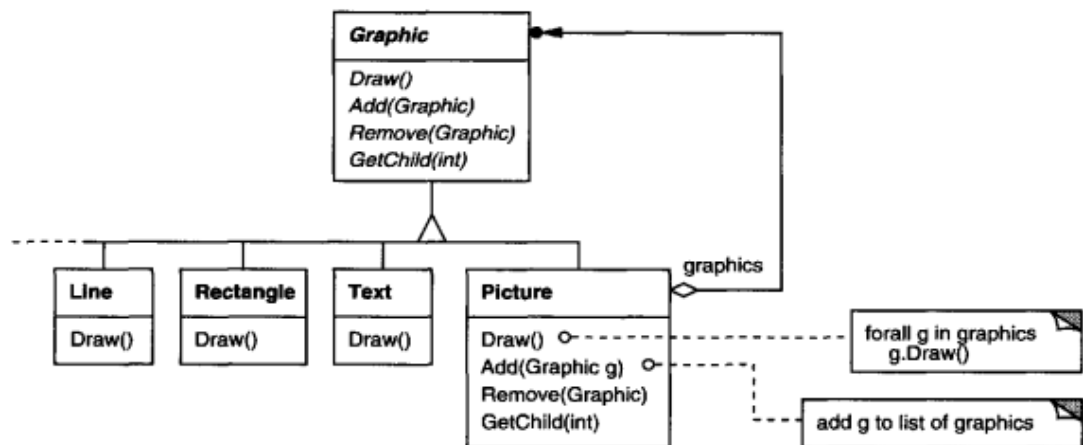 Graphic
Draw()
Add(Graphic)
Remove(Graphic)
GetChild(int)
graphics
Line
Draw()
Rectangle
Draw()
Text
Draw()
Picture
Draw()
Add(Graphic g)
Remove(Graphic)
GetChild(int)
forall g in graphics
g.Draw()
add g to list of graphics